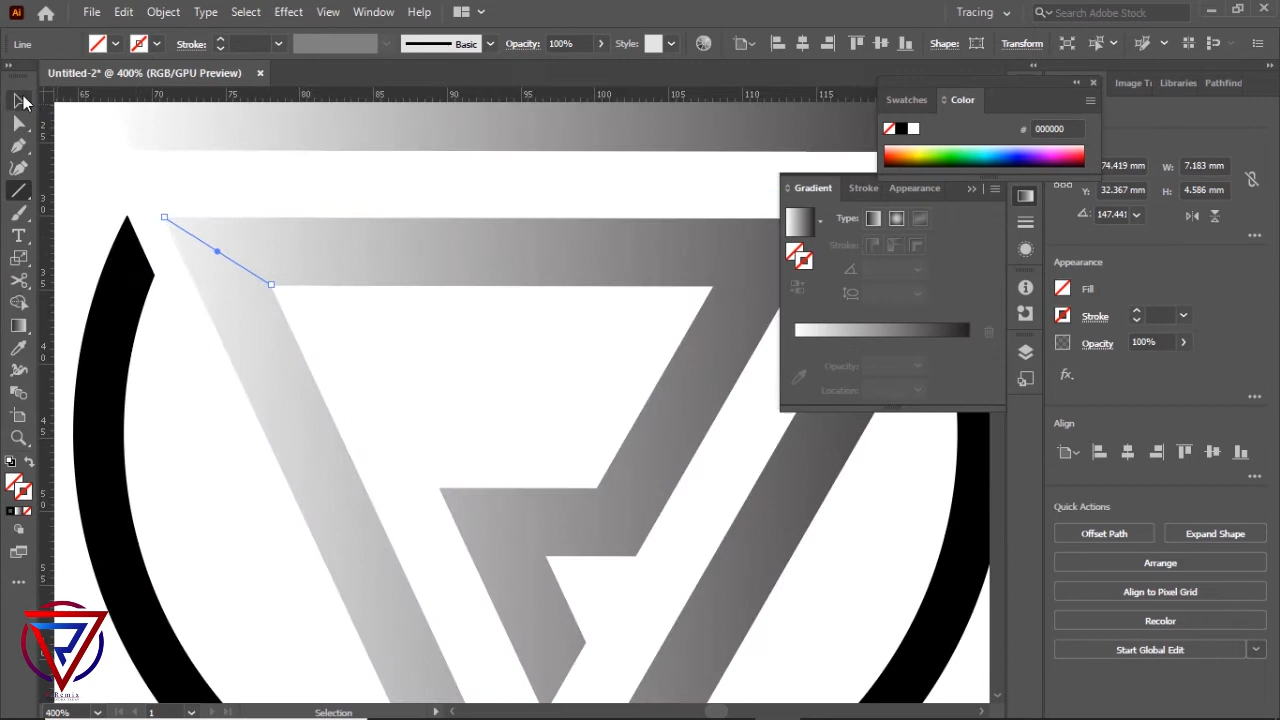 Ai File Edit Object Type Select Effect View Window Help Tracing Search Adobe Stock
Line Stroke: Basic Opacity: 100% Style: Shape: Transform
Untitled-2* @ 400% (RGB/GPU Preview)
65 70 75 80 85 90 95 100 105 110 115
Swatches Color Image Tr Libraries Pathfind
# 000000
74.419 mm W: 7.183 mm
Y: 32.367 mm H: 4.586 mm
147.441
Gradient Stroke Appearance
Type:
Stroke:
Opacity:
Location:
Appearance
Fill
Stroke
Opacity 100%
fx.
Align
Quick Actions
Offset Path Expand Shape
Arrange
Align to Pixel Grid
Recolor
Start Global Edit
400% 1 Selection